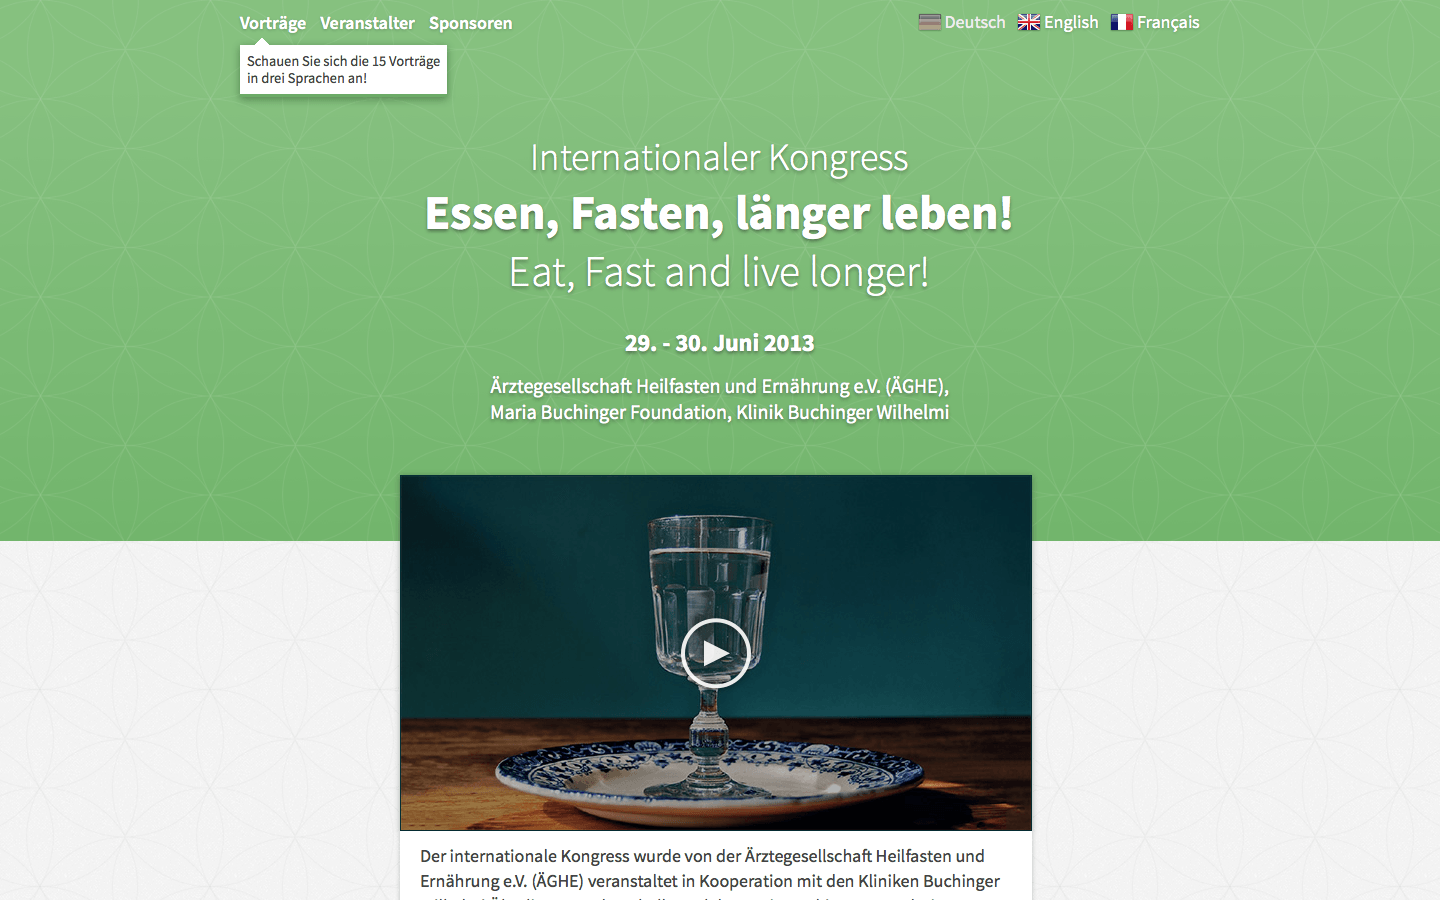 Vorträge Veranstalter Sponsoren
Deutsch English Français
Schauen Sie sich die 15 Vorträge
in drei Sprachen an!
Internationaler Kongress
Essen, Fasten, länger leben!
Eat, Fast and live longer!
29. - 30. Juni 2013
Ärztegesellschaft Heilfasten und Ernährung e.V. (ÄGHE),
Maria Buchinger Foundation, Klinik Buchinger Wilhelmi
Der internationale Kongress wurde von der Ärztegesellschaft Heilfasten und
Ernährung e.V. (ÄGHE) veranstaltet in Kooperation mit den Kliniken Buchinger